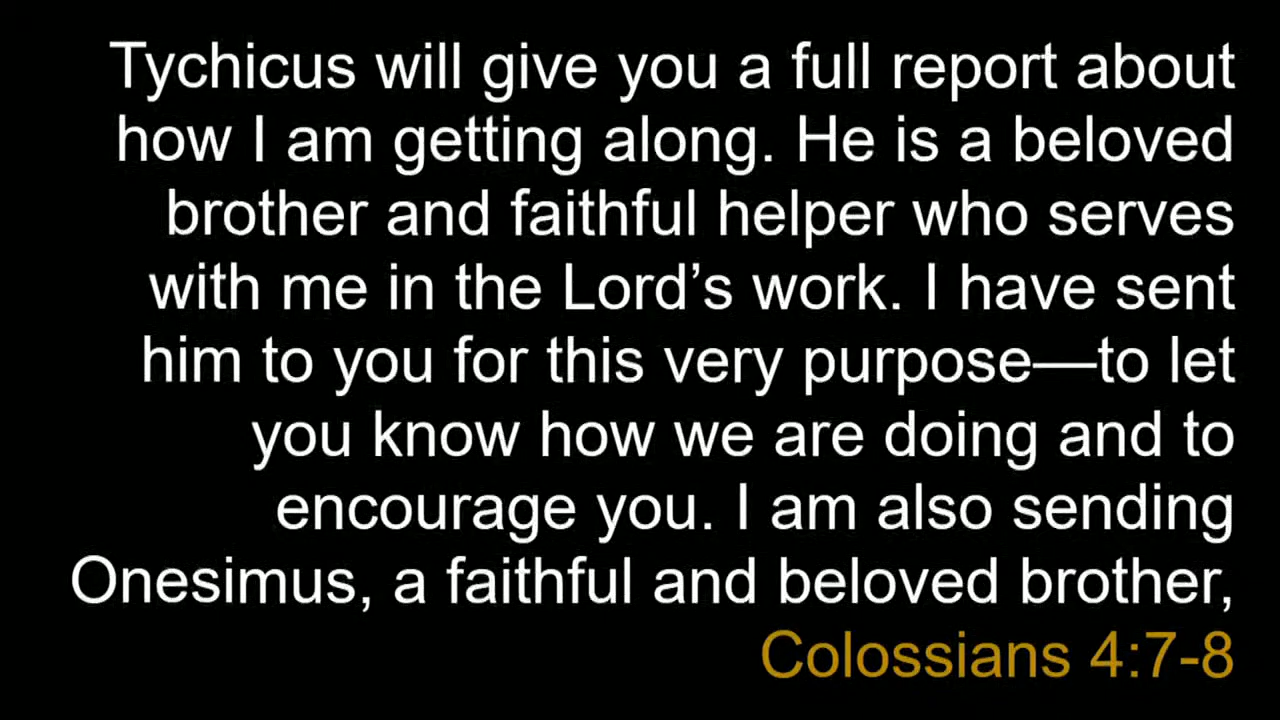 Tychicus will give you a full report about
how I am getting along. He is a beloved
brother and faithful helper who serves
with me in the Lord’s work. I have sent
him to you for this very purpose—to let
you know how we are doing and to
encourage you. I am also sending
Onesimus, a faithful and beloved brother,
Colossians 4:7-8